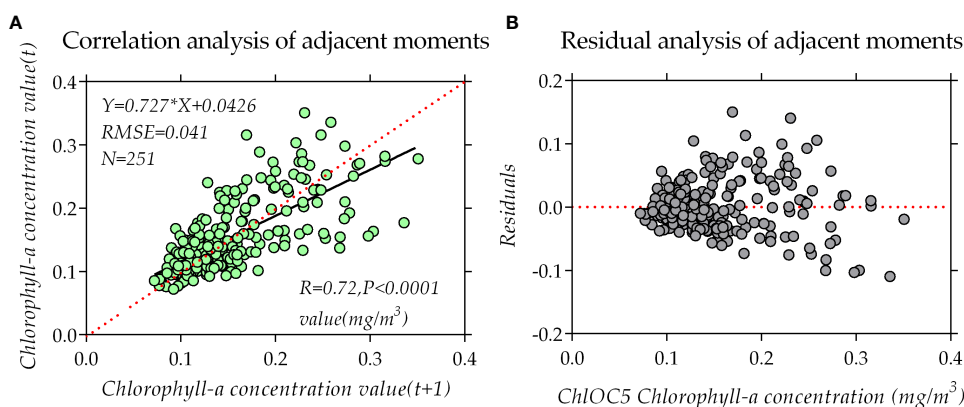 A
Correlation analysis of adjacent moments
Chlorophyll-a concentration value(t)
0.4
0.3
0.2
0.1
0.0
Y=0.727*X+0.0426
RMSE=0.041
N=251
R=0.72,P<0.0001
value(mg/m³)
0.0 0.1 0.2 0.3 0.4
Chlorophyll-a concentration value(t+1)
B
Residual analysis of adjacent moments
Residuals
0.2
0.1
0.0
-0.1
-0.2
0.0 0.1 0.2 0.3 0.4
ChlOC5 Chlorophyll-a concentration (mg/m³)